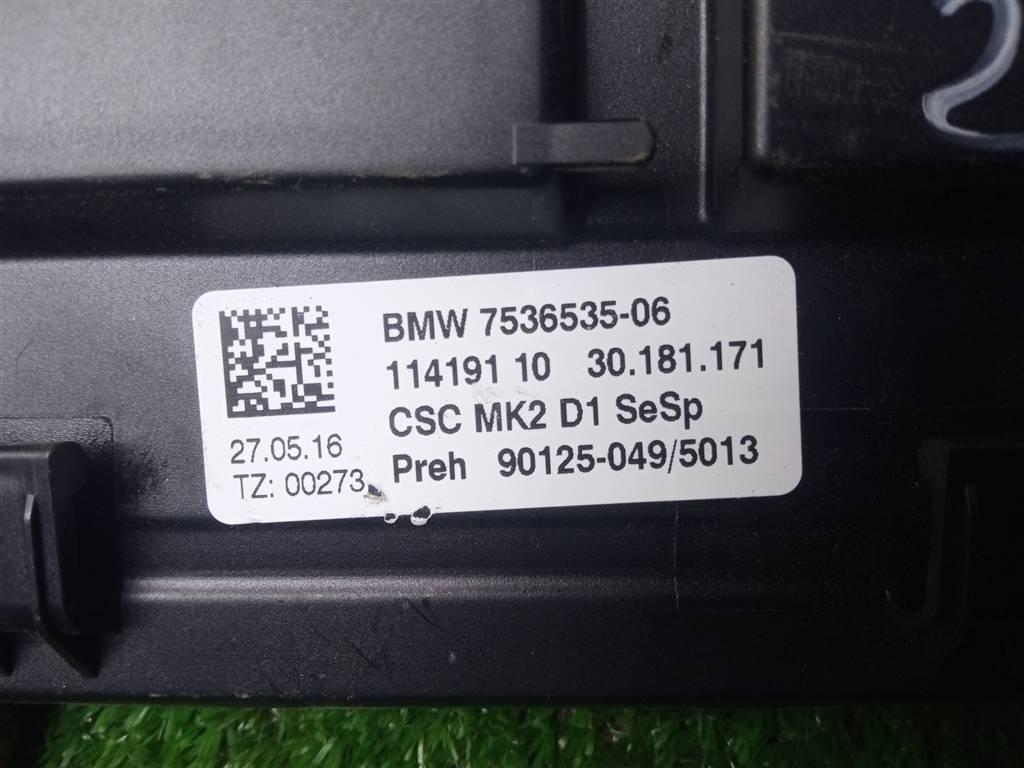 BMW 7536535-06
114191 10 30.181.171
CSC MK2 D1 SeSp
Preh 90125-049/5013
27.05.16
TZ: 00273
2